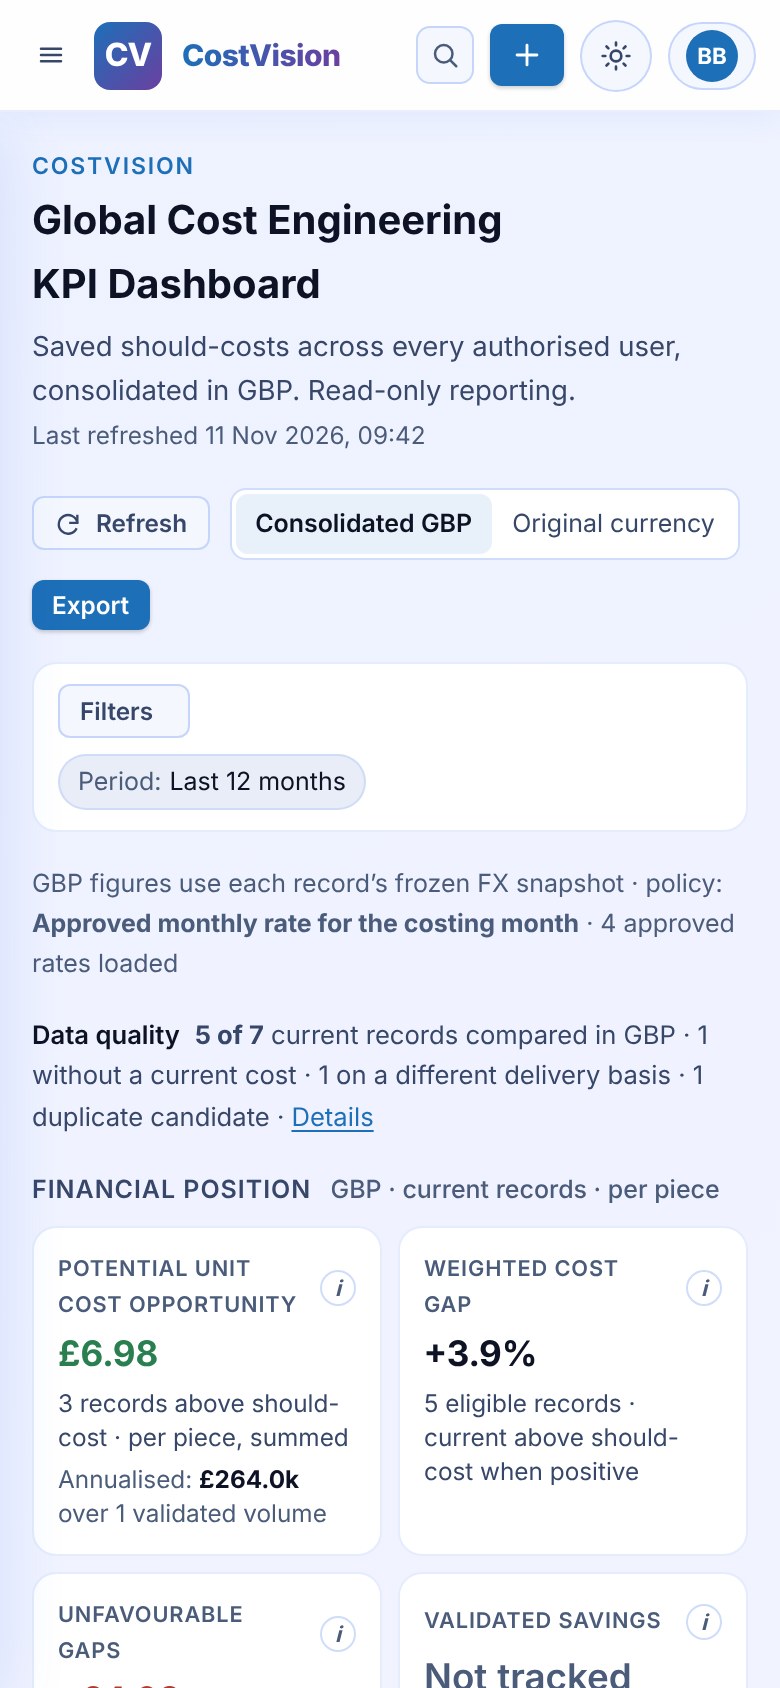 CV CostVision BB
COSTVISION
Global Cost Engineering
KPI Dashboard
Saved should-costs across every authorised user,
consolidated in GBP. Read-only reporting.
Last refreshed 11 Nov 2026, 09:42
Refresh Consolidated GBP Original currency
Export
Filters
Period: Last 12 months
GBP figures use each record’s frozen FX snapshot · policy:
Approved monthly rate for the costing month · 4 approved
rates loaded
Data quality 5 of 7 current records compared in GBP · 1
without a current cost · 1 on a different delivery basis · 1
duplicate candidate · Details
FINANCIAL POSITION GBP · current records · per piece
POTENTIAL UNIT
COST OPPORTUNITY
i
£6.98
3 records above should-
cost · per piece, summed
Annualised: £264.0k
over 1 validated volume
WEIGHTED COST
GAP
i
+3.9%
5 eligible records ·
current above should-
cost when positive
UNFAVOURABLE
GAPS
i
VALIDATED SAVINGS
i
Not tracked